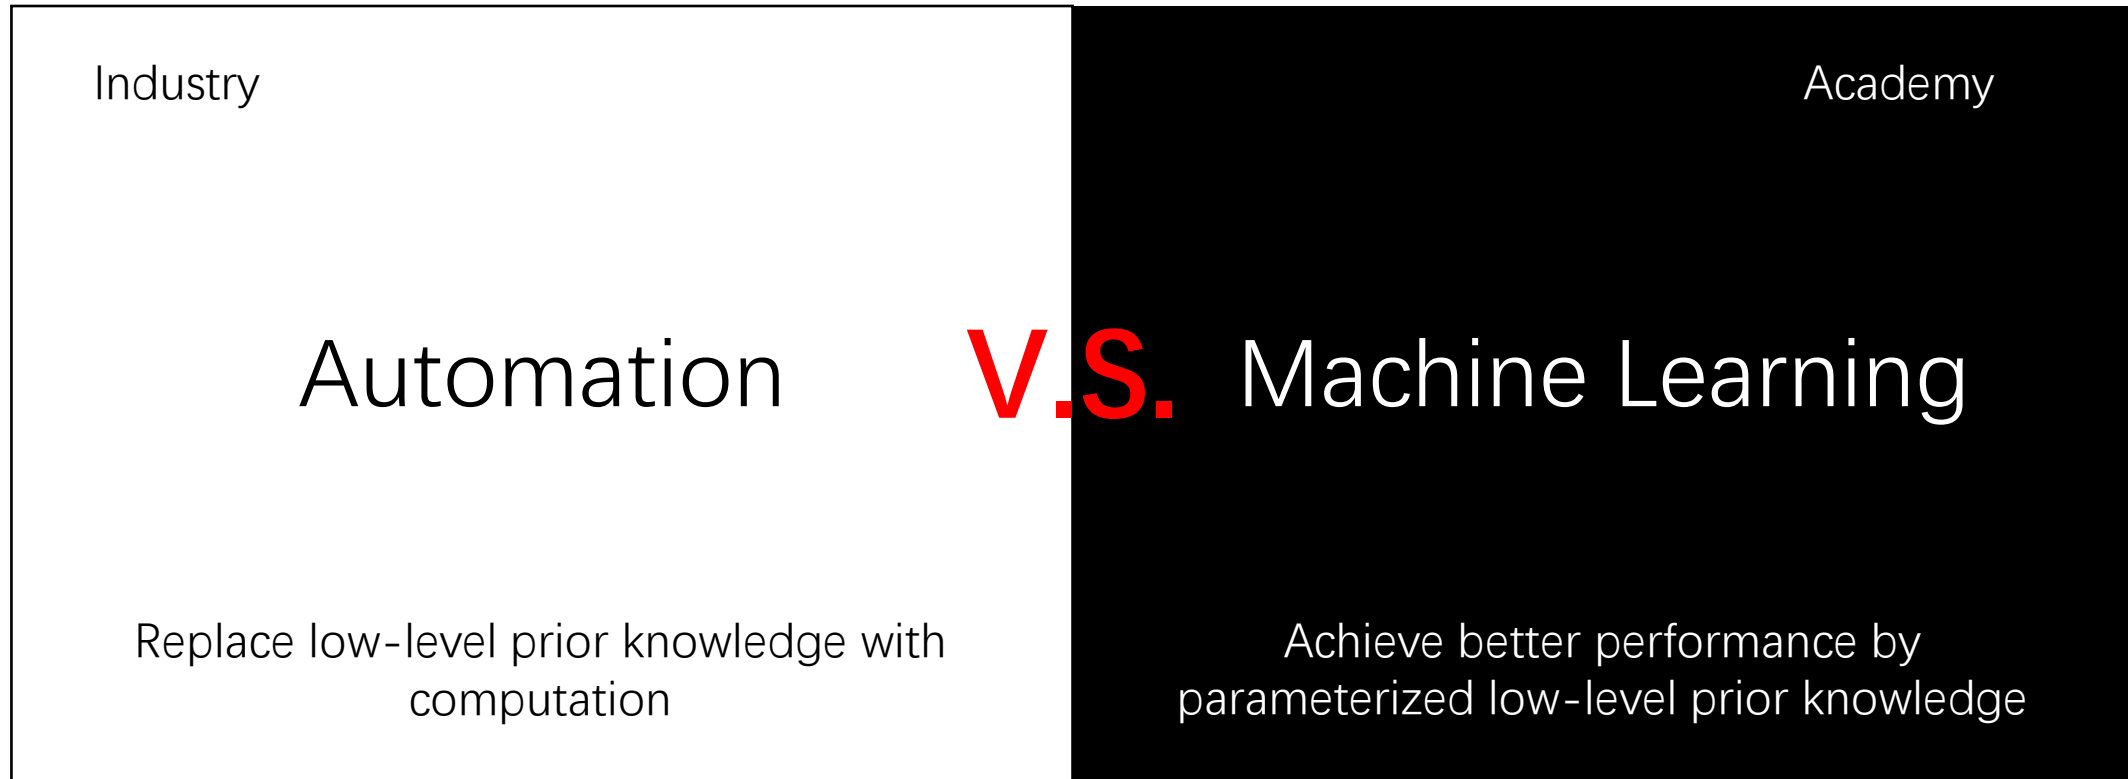 Industry
Academy
Automation
V.S.
Machine Learning
Replace low-level prior knowledge with
computation
Achieve better performance by
parameterized low-level prior knowledge